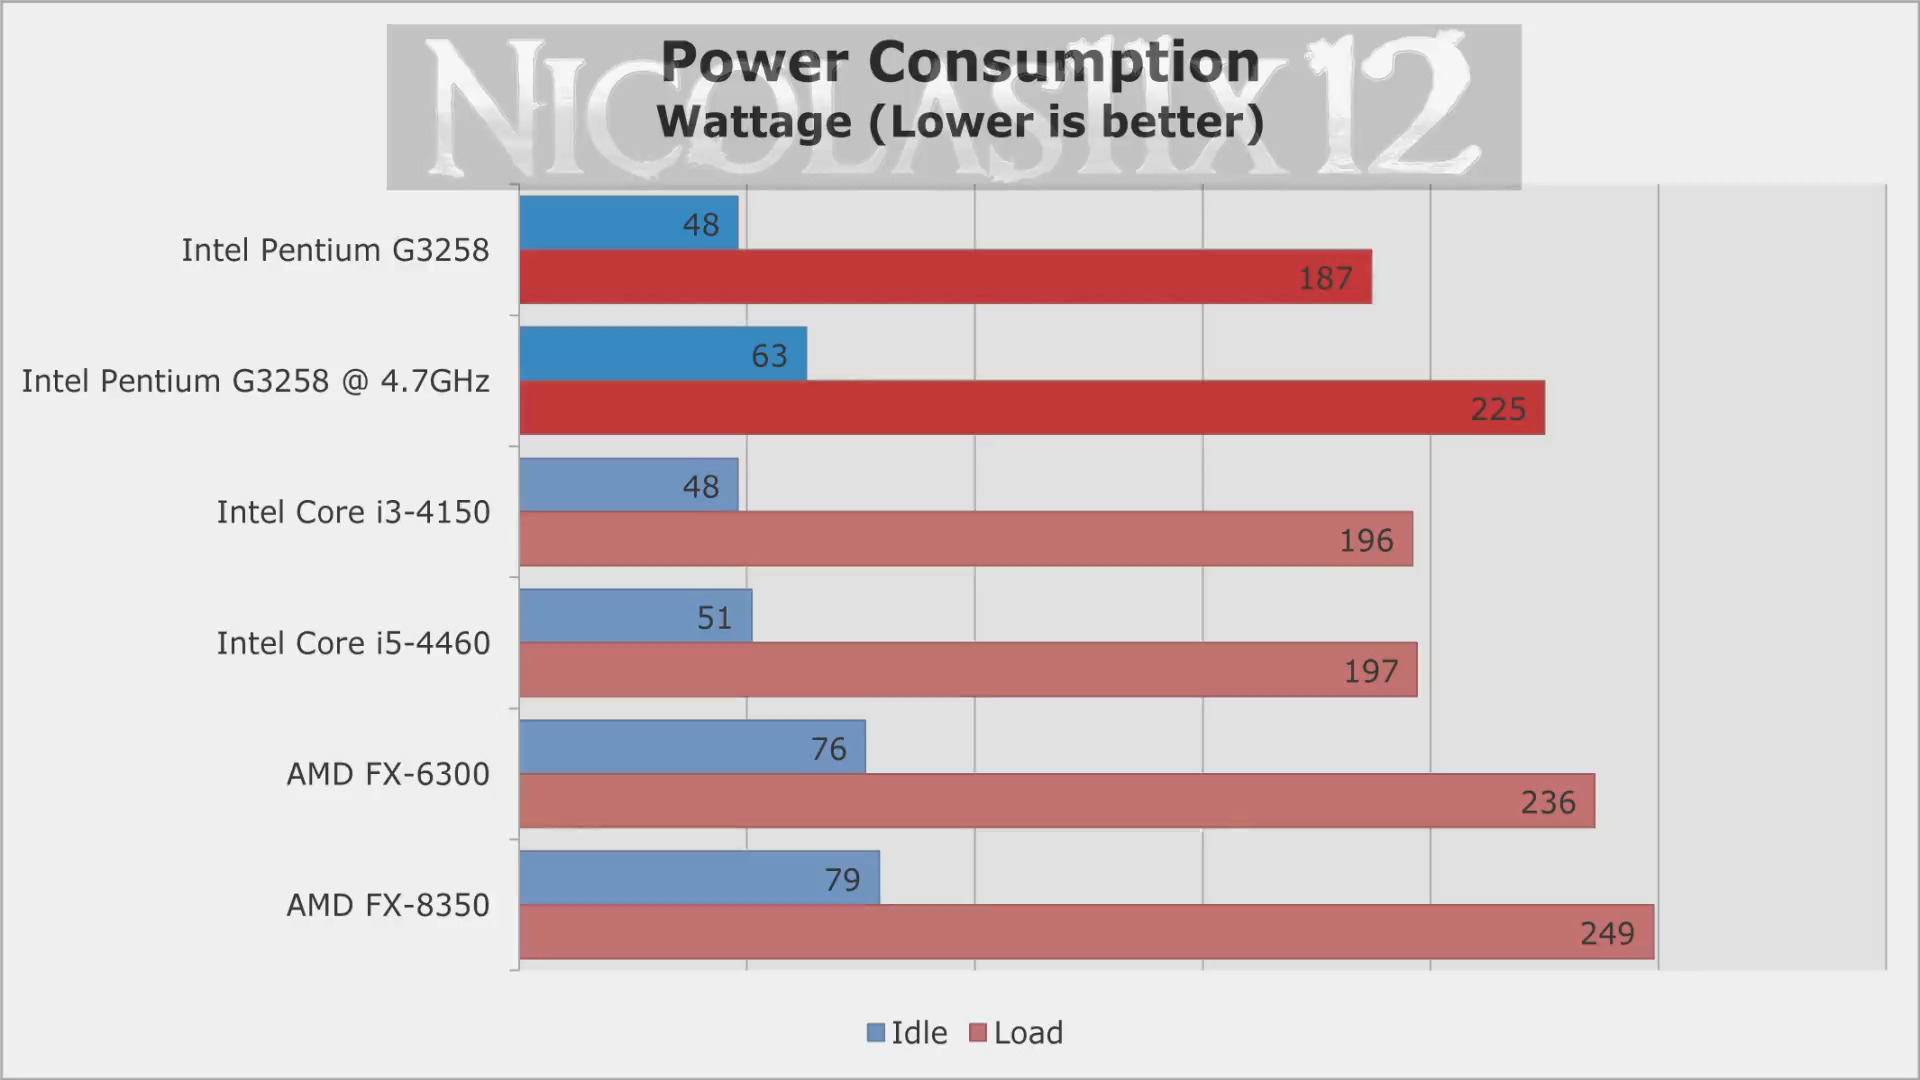 Nicolas11x12
Power Consumption
Wattage (Lower is better)
Intel Pentium G3258
48
187
Intel Pentium G3258 @ 4.7GHz
63
225
Intel Core i3-4150
48
196
Intel Core i5-4460
51
197
AMD FX-6300
76
236
AMD FX-8350
79
249
Idle
Load